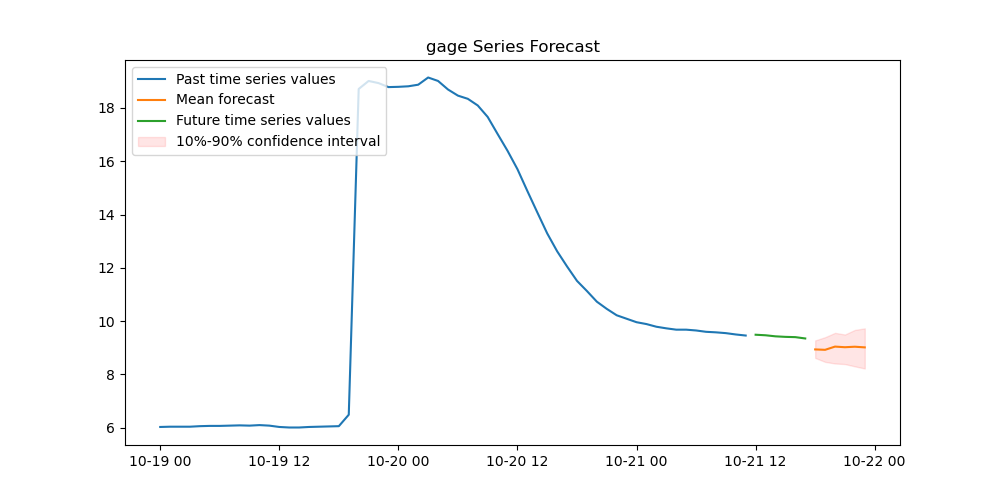 gage Series Forecast
Past time series values
Mean forecast
Future time series values
10%-90% confidence interval
18
16
14
12
10
8
6
10-19 00
10-19 12
10-20 00
10-20 12
10-21 00
10-21 12
10-22 00